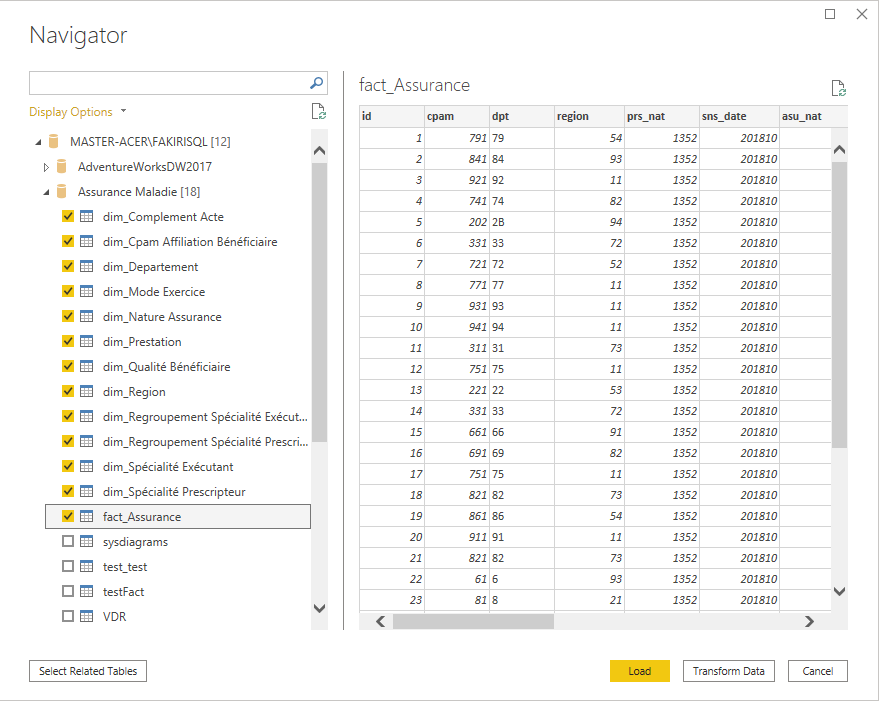 Navigator
Display Options
MASTER-ACER\FAKIRISQL [12]
AdventureWorksDW2017
Assurance Maladie [18]
dim_Complement Acte
dim_Cpam Affiliation Bénéficiaire
dim_Departement
dim_Mode Exercice
dim_Nature Assurance
dim_Prestation
dim_Qualité Bénéficiaire
dim_Region
dim_Regroupement Spécialité Exécut...
dim_Regroupement Spécialité Prescri...
dim_Spécialité Exécutant
dim_Spécialité Prescripteur
fact_Assurance
sysdiagrams
test_test
testFact
VDR
fact_Assurance
id cpam dpt region prs_nat sns_date asu_nat
1 791 79 54 1352 201810
2 841 84 93 1352 201810
3 921 92 11 1352 201810
4 741 74 82 1352 201810
5 202 2B 94 1352 201810
6 331 33 72 1352 201810
7 721 72 52 1352 201810
8 771 77 11 1352 201810
9 931 93 11 1352 201810
10 941 94 11 1352 201810
11 311 31 73 1352 201810
12 751 75 11 1352 201810
13 221 22 53 1352 201810
14 331 33 72 1352 201810
15 661 66 91 1352 201810
16 691 69 82 1352 201810
17 751 75 11 1352 201810
18 821 82 73 1352 201810
19 861 86 54 1352 201810
20 911 91 11 1352 201810
21 821 82 73 1352 201810
22 61 6 93 1352 201810
23 81 8 21 1352 201810
Select Related Tables
Load
Transform Data
Cancel